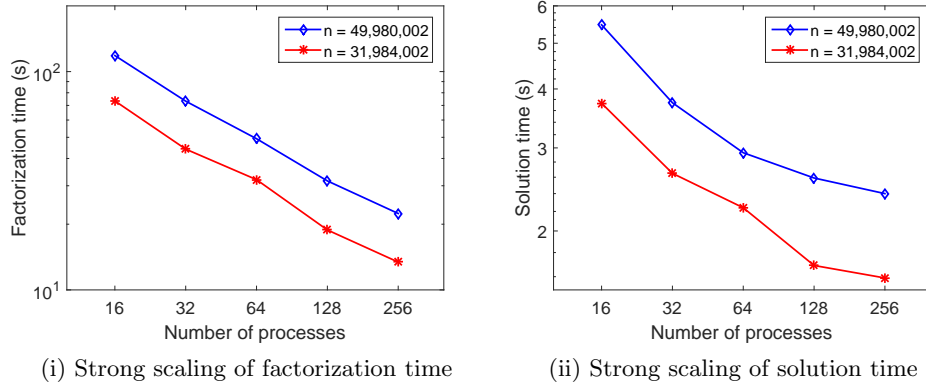 Factorization time (s)
10^2
10^1
n = 49,980,002
n = 31,984,002
16 32 64 128 256
Number of processes
(i) Strong scaling of factorization time
Solution time (s)
6
5
4
3
2
n = 49,980,002
n = 31,984,002
16 32 64 128 256
Number of processes
(ii) Strong scaling of solution time